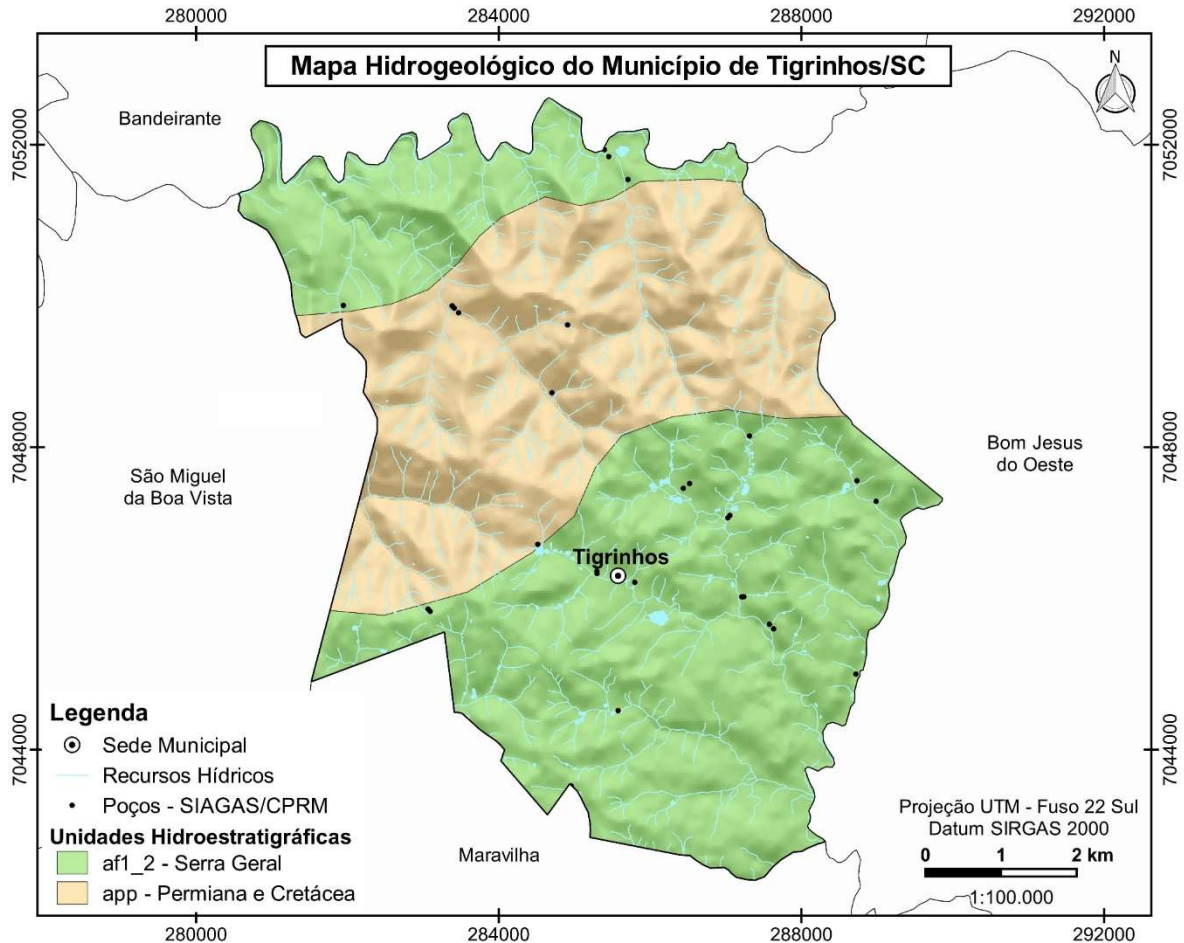 280000
284000
288000
292000
Mapa Hidrogeológico do Município de Tigrinhos/SC
N
Bandeirante
7052000
7052000
7048000
7048000
São Miguel
da Boa Vista
Bom Jesus
do Oeste
Tigrinhos
Legenda
Sede Municipal
Recursos Hídricos
Poços - SIAGAS/CPRM
Unidades Hidroestratigráficas
af1_2 - Serra Geral
app - Permiana e Cretácea
7044000
7044000
Maravilha
Projeção UTM - Fuso 22 Sul
Datum SIRGAS 2000
0 1 2 km
1:100.000
280000
284000
288000
292000